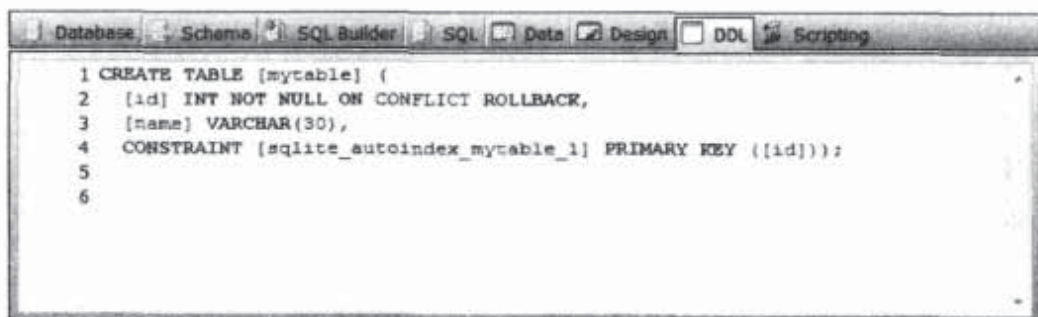 Database Schema SQL Builder SQL Data Design DDL Scripting
1 CREATE TABLE [mytable] (
2 [id] INT NOT NULL ON CONFLICT ROLLBACK,
3 [name] VARCHAR(30),
4 CONSTRAINT [sqlite_autoindex_mytable_1] PRIMARY KEY ([id]));
5
6